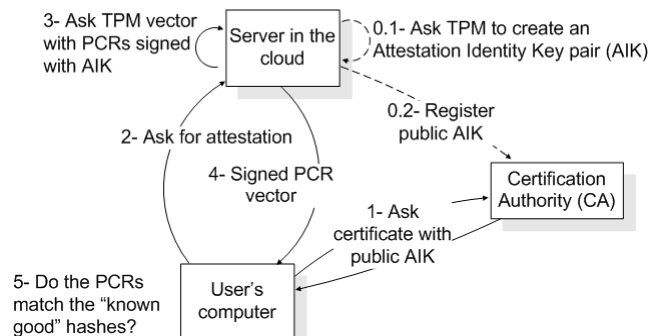 3- Ask TPM vector
with PCRs signed
with AIK
Server in the
cloud
0.1- Ask TPM to create an
Attestation Identity Key pair (AIK)
0.2- Register
public AIK
2- Ask for attestation
4- Signed PCR
vector
Certification
Authority (CA)
1- Ask
certificate with
public AIK
5- Do the PCRs
match the “known
good” hashes?
User's
computer